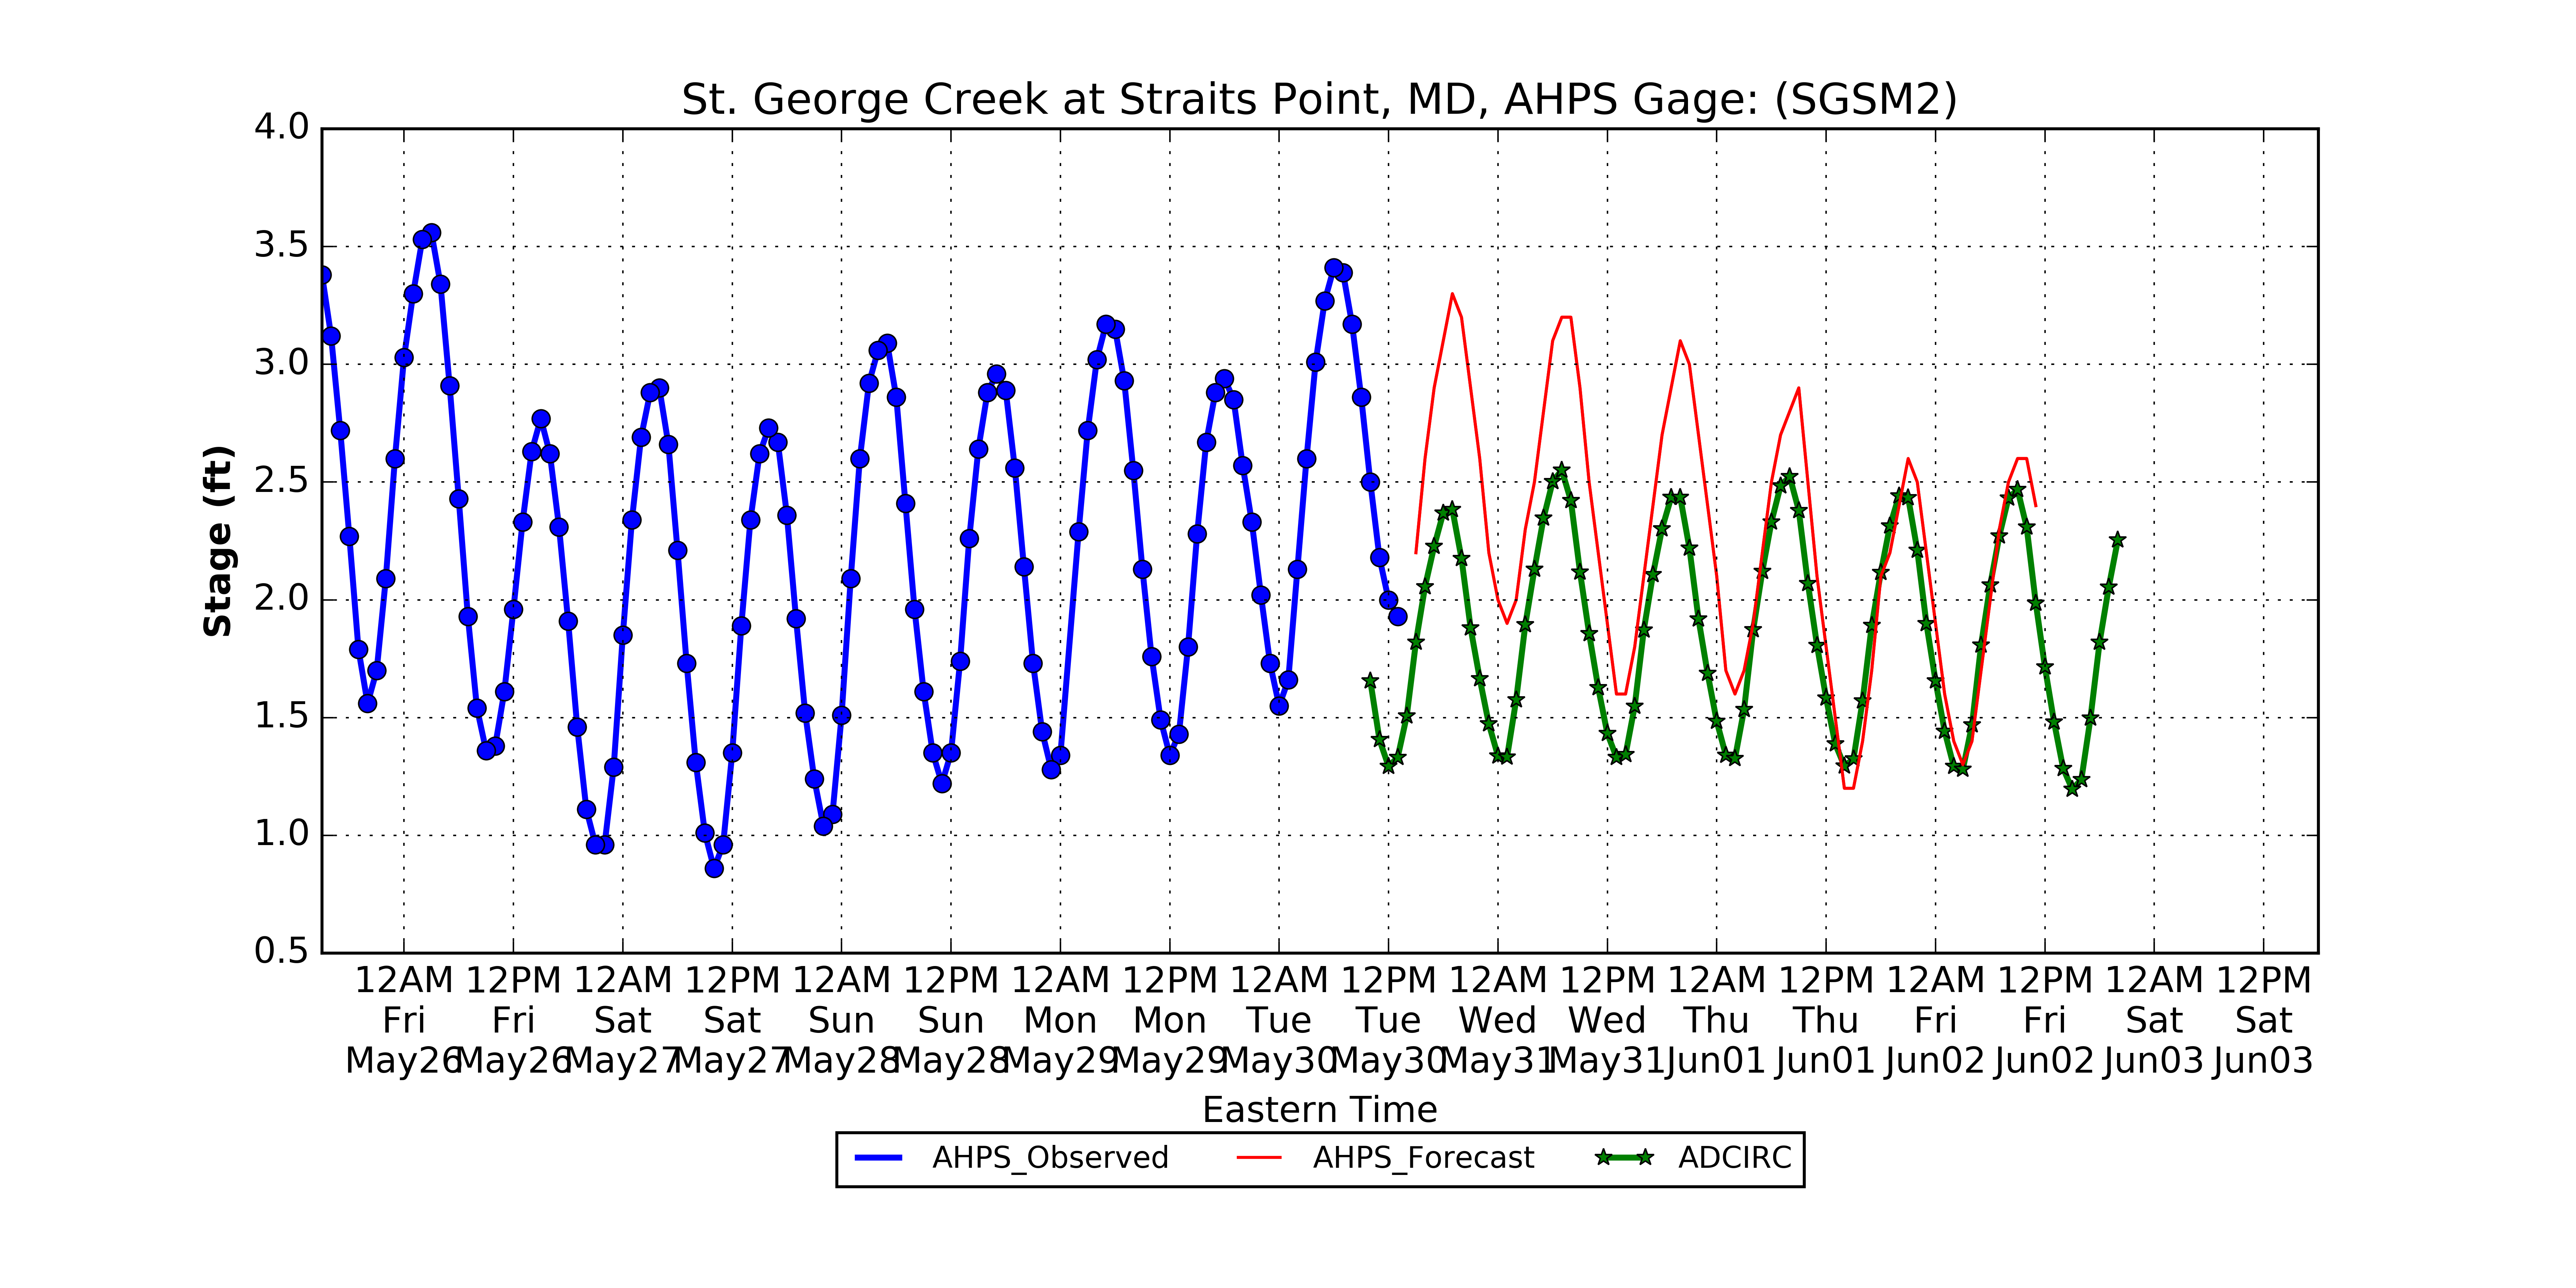 St. George Creek at Straits Point, MD, AHPS Gage: (SGSM2)
4.0
3.5
3.0
2.5
2.0
1.5
1.0
0.5
Stage (ft)
12AM 12PM 12AM 12PM 12AM 12PM 12AM 12PM 12AM 12PM 12AM 12PM 12AM 12PM 12AM 12PM 12AM 12PM
Fri Fri Sat Sat Sun Sun Mon Mon Tue Tue Wed Wed Thu Thu Fri Fri Sat Sat
May26 May26 May27 May27 May28 May28 May29 May29 May30 May30 May31 May31 Jun01 Jun01 Jun02 Jun02 Jun03 Jun03
Eastern Time
AHPS_Observed AHPS_Forecast ADCIRC